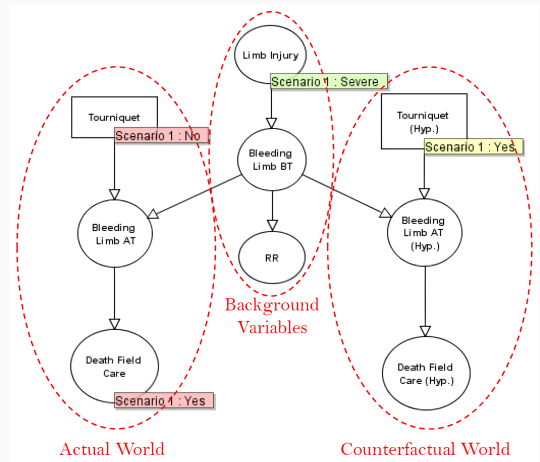 Limb Injury
Scenario 1 : Severe
Tourniquet
Scenario 1 : No
Tourniquet
(Hyp.)
Scenario 1 : Yes
Bleeding
Limb BT
Bleeding
Limb AT
Bleeding
Limb AT
(Hyp.)
RR
Background
Variables
Death Field
Care
Scenario 1 : Yes
Death Field
Care (Hyp.)
Actual World
Counterfactual World